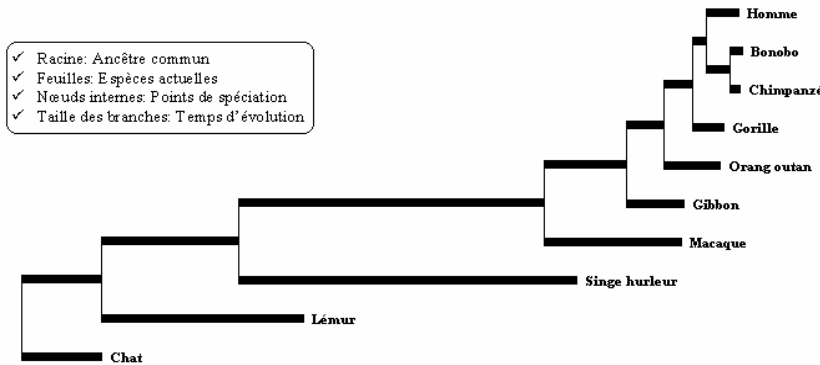 Homme
Bonobo
Chimpanzé
Gorille
Orang outan
Gibbon
Macaque
Singe hurleur
Lémur
Chat
✓ Racine: Ancêtre commun
✓ Feuilles: Espèces actuelles
✓ Nœuds internes: Points de spéciation
✓ Taille des branches: Temps d'évolution